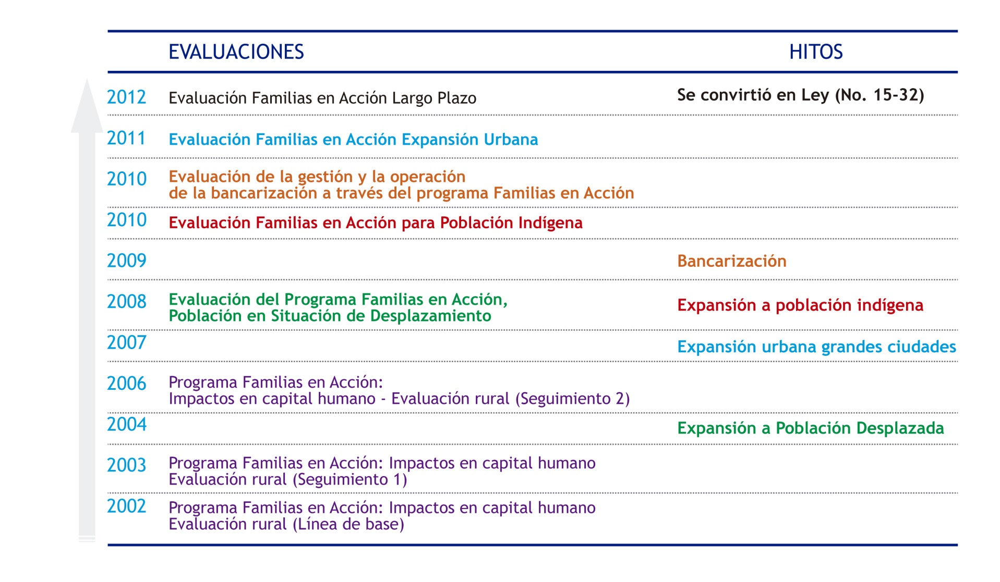 EVALUACIONES HITOS
2012 Evaluación Familias en Acción Largo Plazo Se convirtió en Ley (No. 15-32)
2011 Evaluación Familias en Acción Expansión Urbana
2010 Evaluación de la gestión y la operación
de la bancarización a través del programa Familias en Acción
2010 Evaluación Familias en Acción para Población Indígena
2009 Bancarización
2008 Evaluación del Programa Familias en Acción,
Población en Situación de Desplazamiento
Expansión a población indígena
2007 Expansión urbana grandes ciudades
2006 Programa Familias en Acción:
Impactos en capital humano - Evaluación rural (Seguimiento 2)
2004 Expansión a Población Desplazada
2003 Programa Familias en Acción: Impactos en capital humano
Evaluación rural (Seguimiento 1)
2002 Programa Familias en Acción: Impactos en capital humano
Evaluación rural (Línea de base)